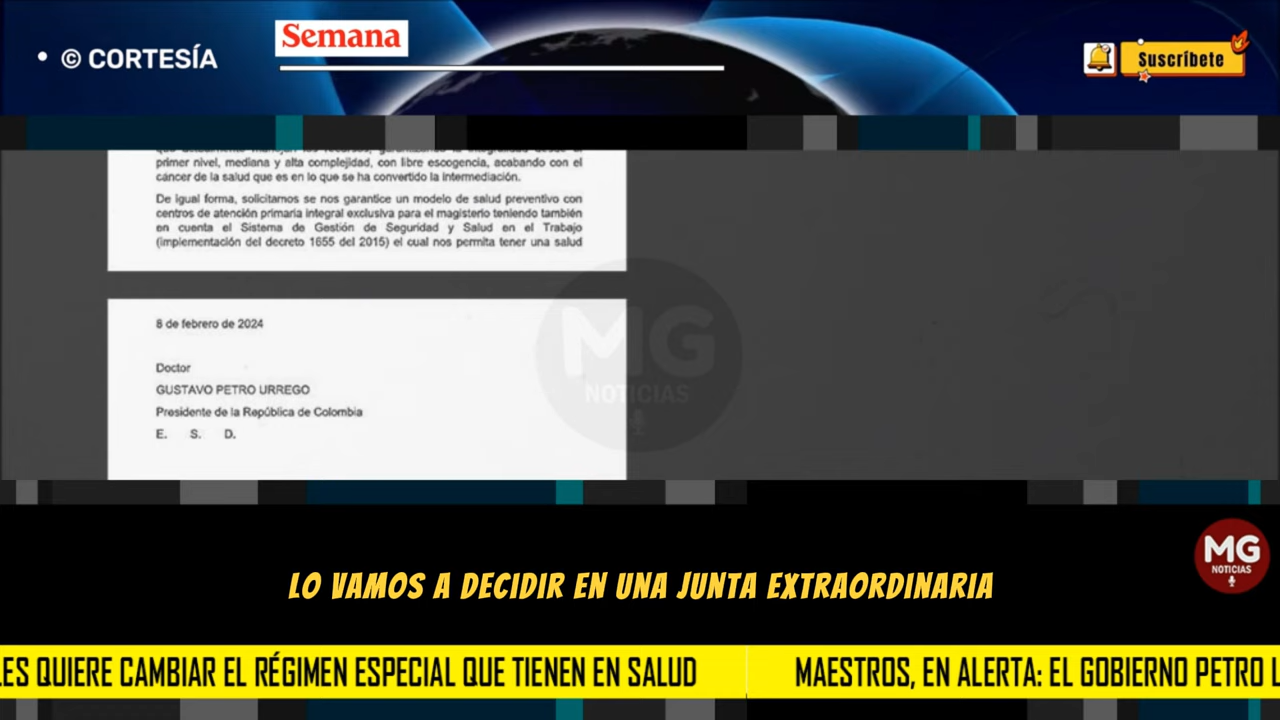 • © CORTESÍA
Semana
Suscríbete
primer nivel, mediana y alta complejidad, con libre escogencia, acabando con el
cáncer de la salud que es en lo que se ha convertido la intermediación.
De igual forma, solicitamos se nos garantice un modelo de salud preventivo con
centros de atención primaria integral exclusiva para el magisterio teniendo también
en cuenta el Sistema de Gestión de Seguridad y Salud en el Trabajo
(implementación del decreto 1655 del 2015) el cual nos permita tener una salud
8 de febrero de 2024
Doctor
GUSTAVO PETRO URREGO
Presidente de la República de Colombia
E. S. D.
MG
NOTICIAS
MG
NOTICIAS
LO VAMOS A DECIDIR EN UNA JUNTA EXTRAORDINARIA
LES QUIERE CAMBIAR EL RÉGIMEN ESPECIAL QUE TIENEN EN SALUD
MAESTROS, EN ALERTA: EL GOBIERNO PETRO L